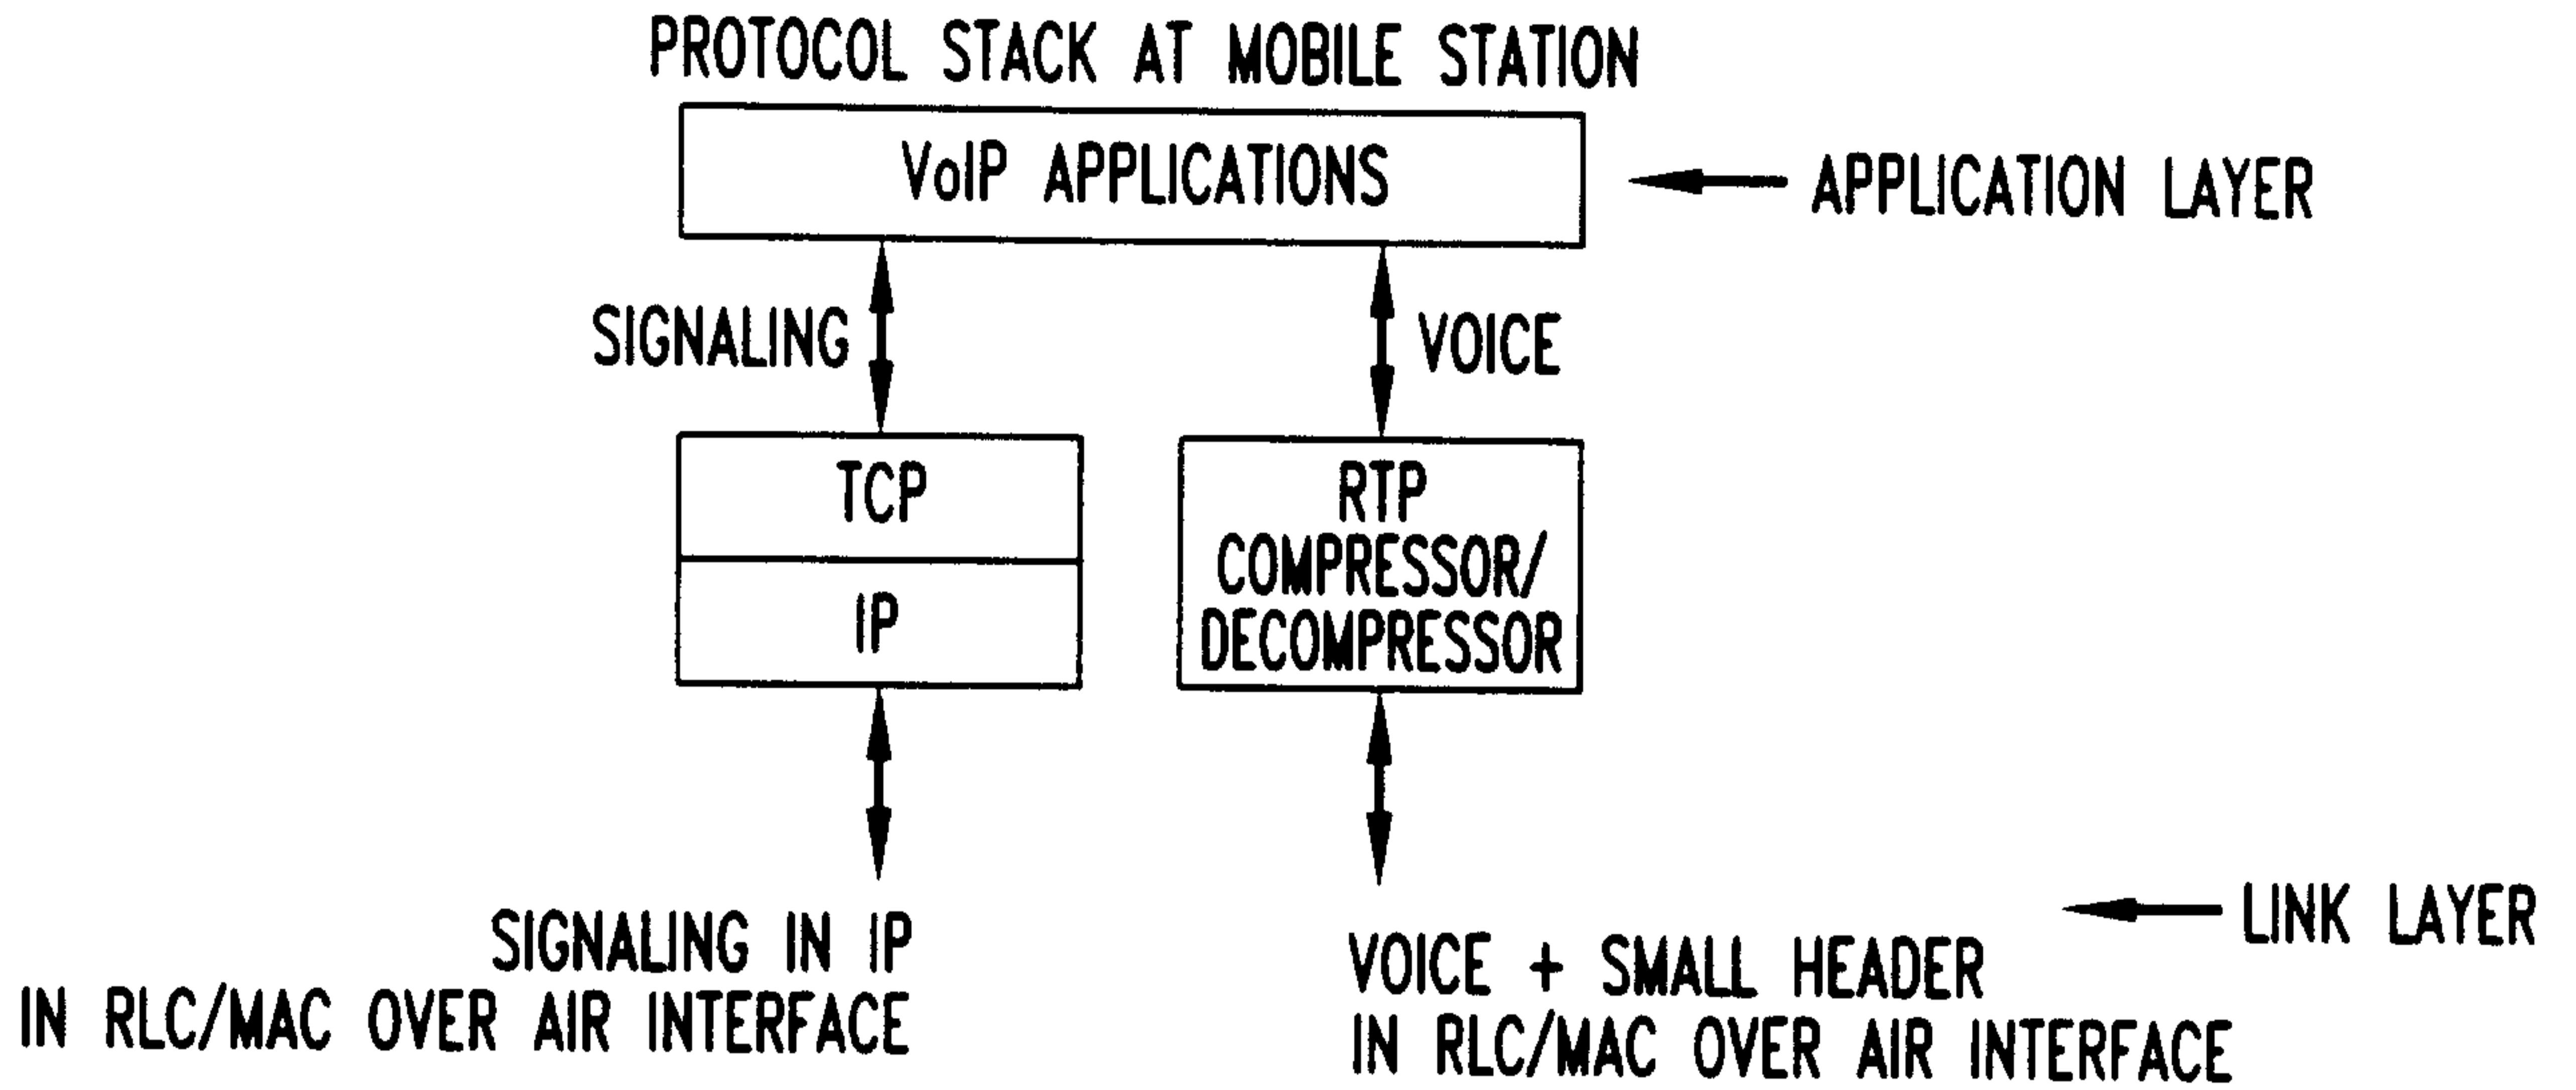 PROTOCOL STACK AT MOBILE STATION
VoIP APPLICATIONS
APPLICATION LAYER
SIGNALING
VOICE
TCP
IP
RTP
COMPRESSOR/
DECOMPRESSOR
LINK LAYER
SIGNALING IN IP
IN RLC/MAC OVER AIR INTERFACE
VOICE + SMALL HEADER
IN RLC/MAC OVER AIR INTERFACE